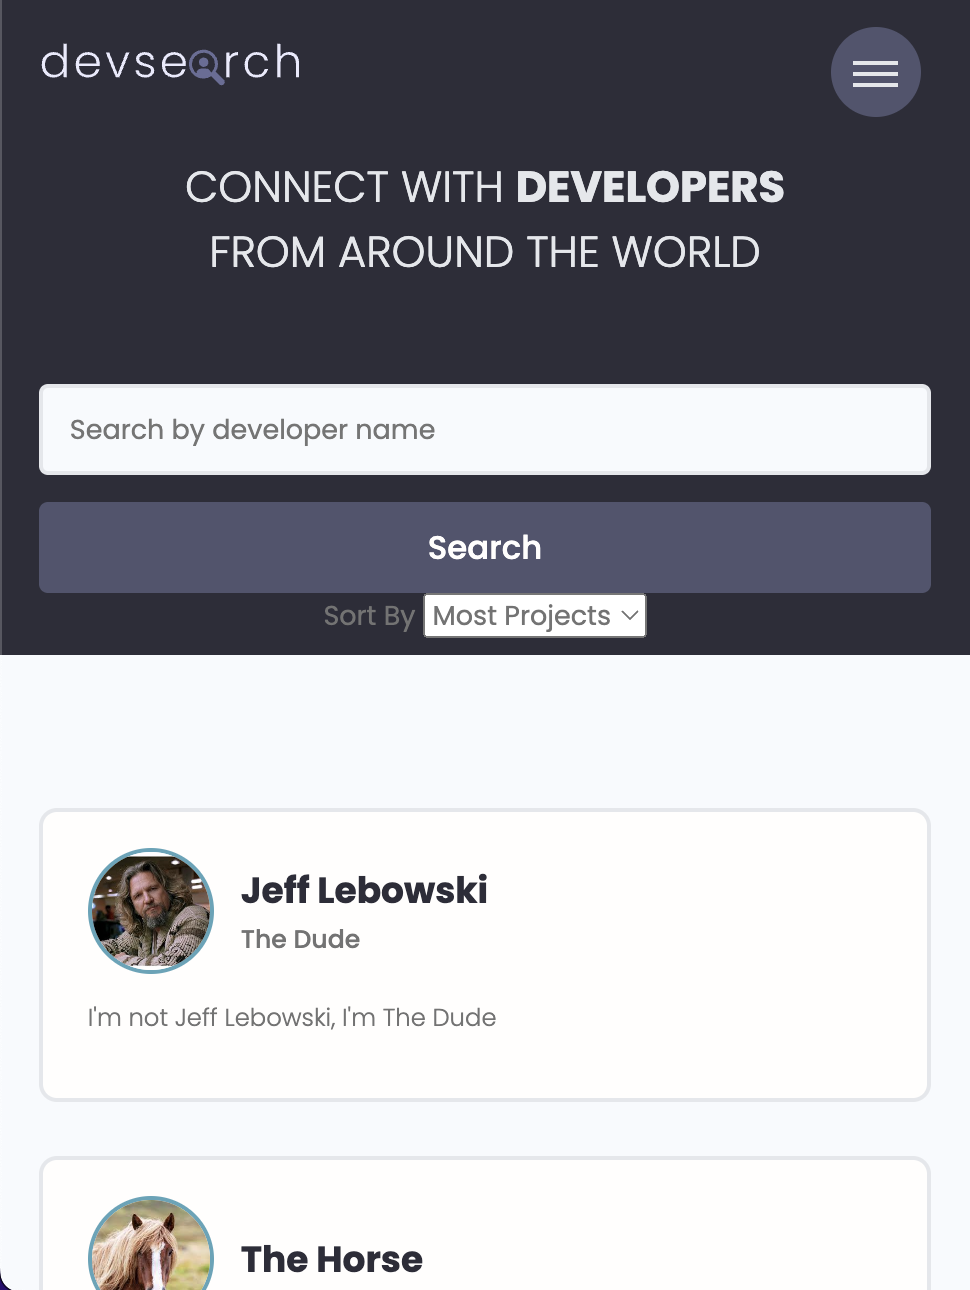 devsearch
CONNECT WITH DEVELOPERS
FROM AROUND THE WORLD
Search by developer name
Search
Sort By Most Projects
Jeff Lebowski
The Dude
I'm not Jeff Lebowski, I'm The Dude
The Horse